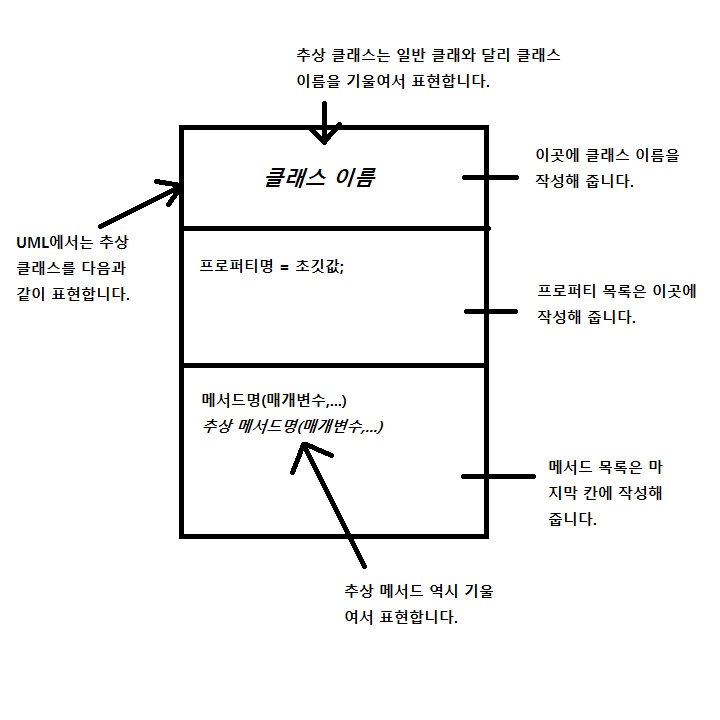 추상 클래스는 일반 클래와 달리 클래스
이름을 기울여서 표현합니다.
클래스 이름
이곳에 클래스 이름을
작성해 줍니다.
UML에서는 추상
클래스를 다음과
같이 표현합니다.
프로퍼티명 = 초깃값;
프로퍼티 목록은 이곳에
작성해 줍니다.
메서드명(매개변수,...)
추상 메서드명(매개변수,...)
메서드 목록은 마
지막 칸에 작성해
줍니다.
추상 메서드 역시 기울
여서 표현합니다.